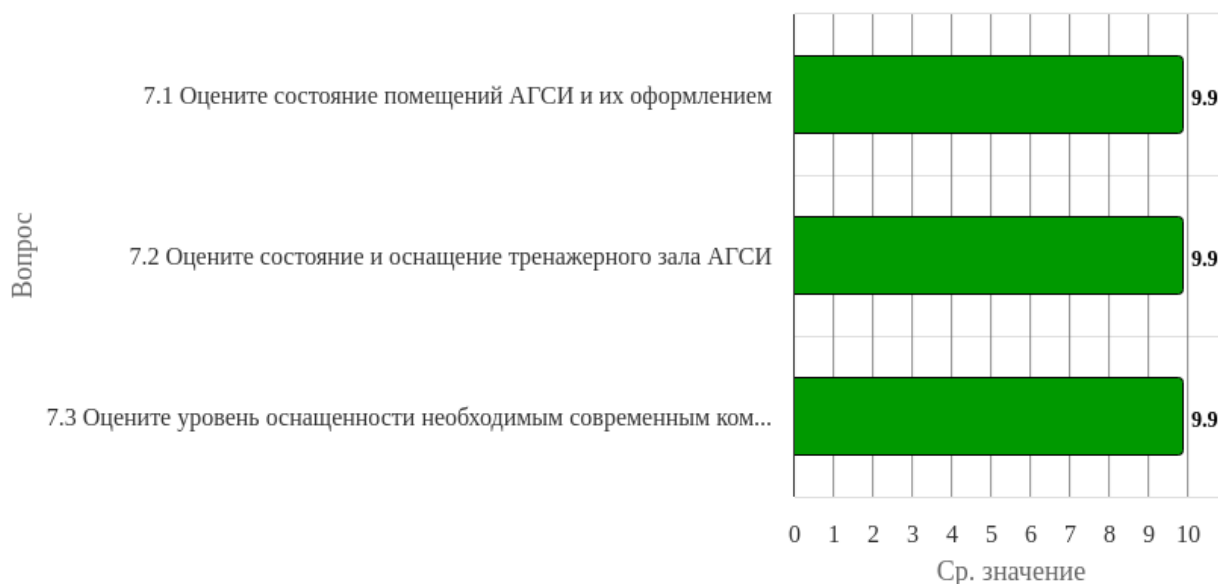 7.1 Оцените состояние помещений АГСИ и их оформлением
9.9
7.2 Оцените состояние и оснащение тренажерного зала АГСИ
9.9
Вопрос
7.3 Оцените уровень оснащенности необходимым современным ком...
9.9
0 1 2 3 4 5 6 7 8 9 10
Ср. значение